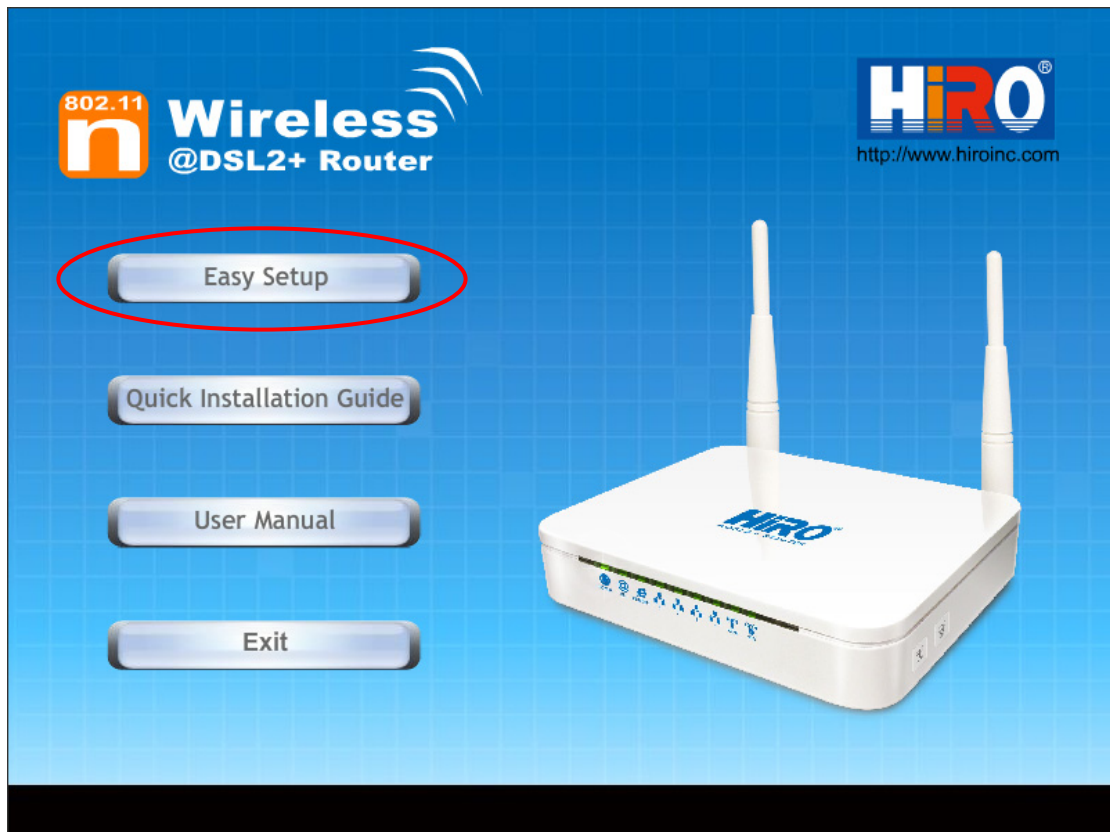 802.11
n
Wireless
@DSL2+ Router
HiRO®
http://www.hiroinc.com
Easy Setup
Quick Installation Guide
User Manual
Exit
HiRO®